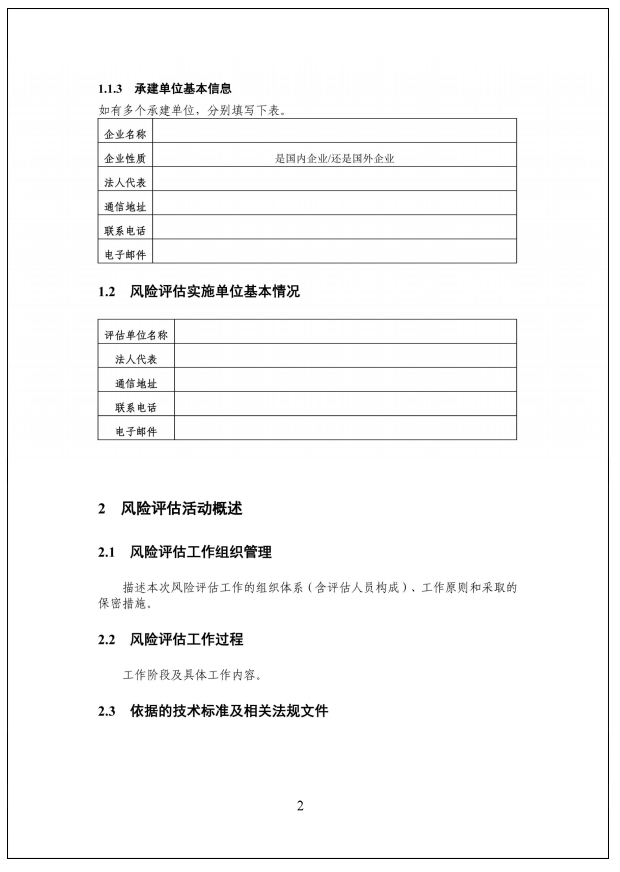 1.1.3 承建单位基本信息
如有多个承建单位，分别填写下表。
企业名称
企业性质 是国内企业/还是国外企业
法人代表
通信地址
联系电话
电子邮件
1.2 风险评估实施单位基本情况
评估单位名称
法人代表
通信地址
联系电话
电子邮件
2 风险评估活动概述
2.1 风险评估工作组织管理
描述本次风险评估工作的组织体系（含评估人员构成）、工作原则和采取的
保密措施。
2.2 风险评估工作过程
工作阶段及具体工作内容。
2.3 依据的技术标准及相关法规文件
2